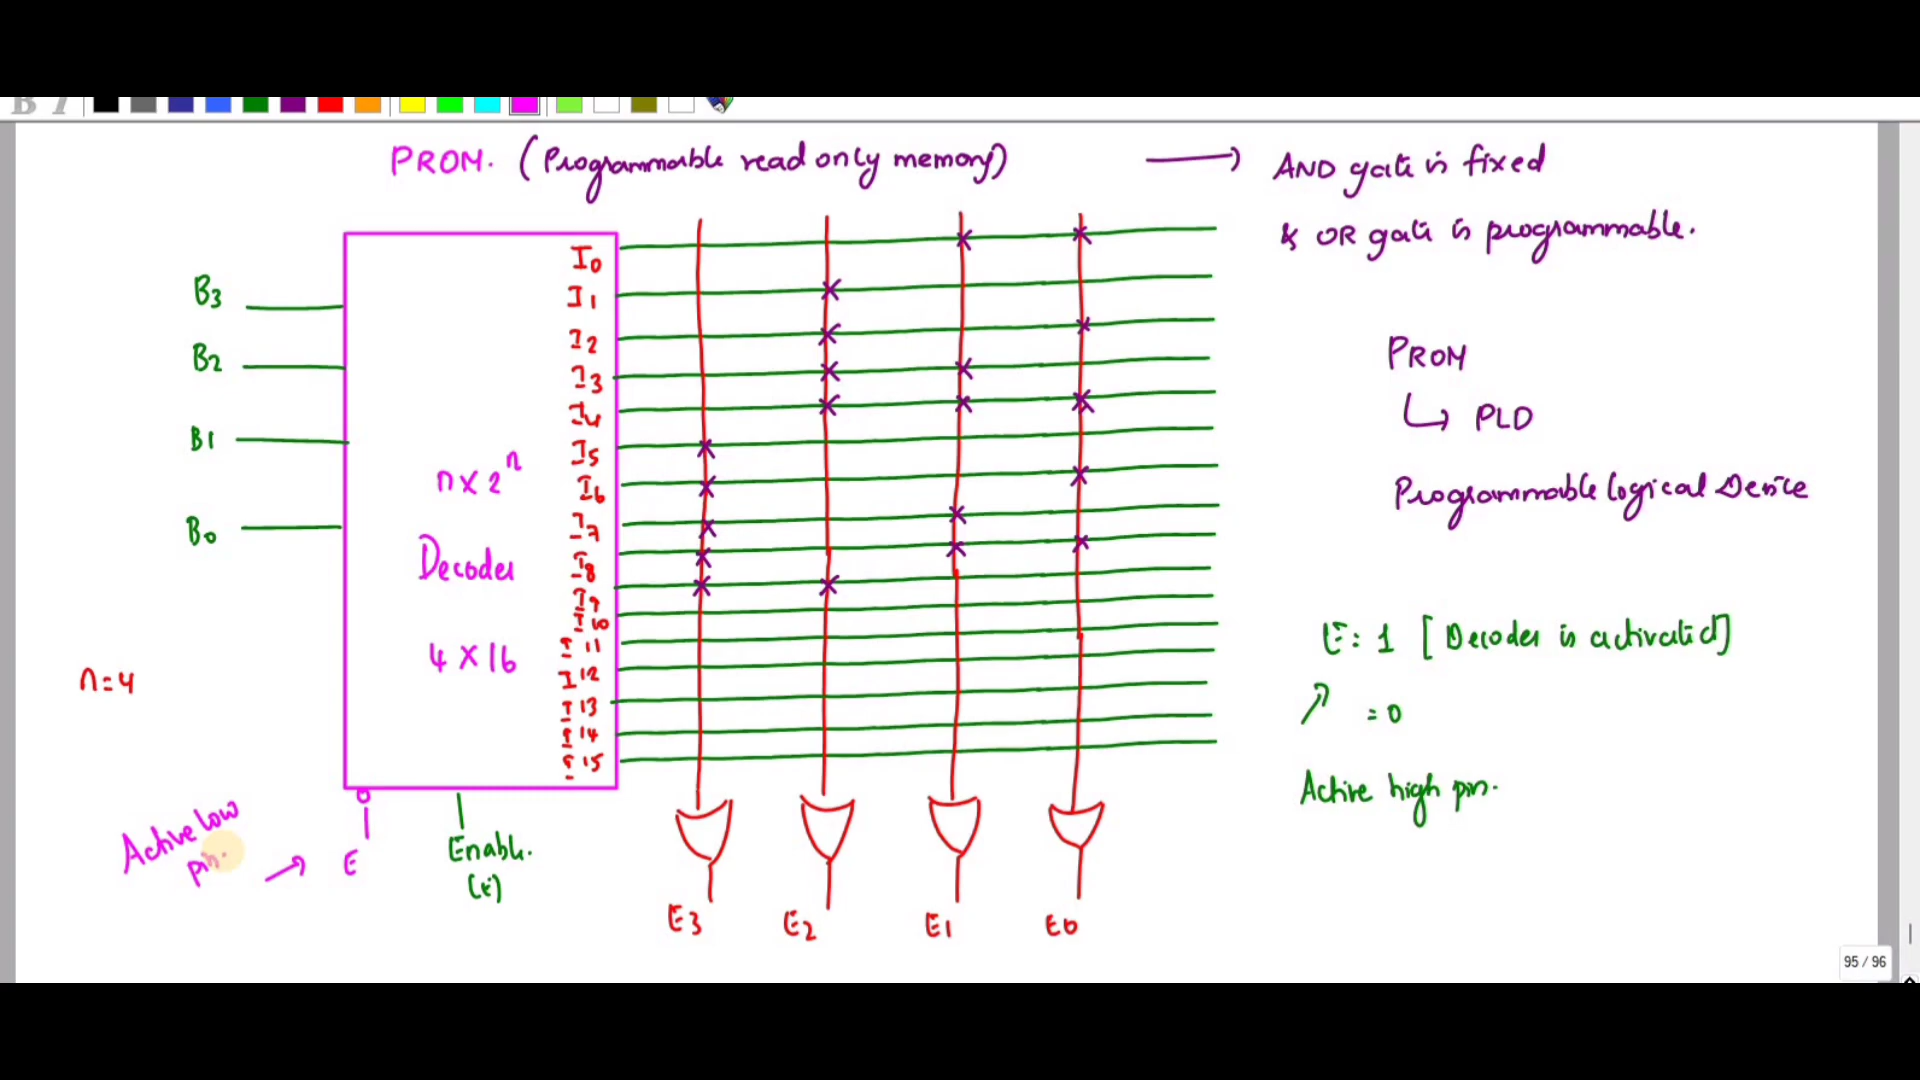 B I
PROM. (Programmable read only memory) → AND gate is fixed
& OR gate is programmable.
B3
B2
B1
B0
n=4
n x 2^n
Decoder
4 x 16
I0
I1
I2
I3
I4
I5
I6
I7
I8
I9
I10
I11
I12
I13
I14
I15
PROM
↳ PLD
Programmable logical Device
E: 1 [Decoder is activated]
= 0
Active high pin.
Active low
pin. → E
Enable.
(E)
E3 E2 E1 E0
95 / 96